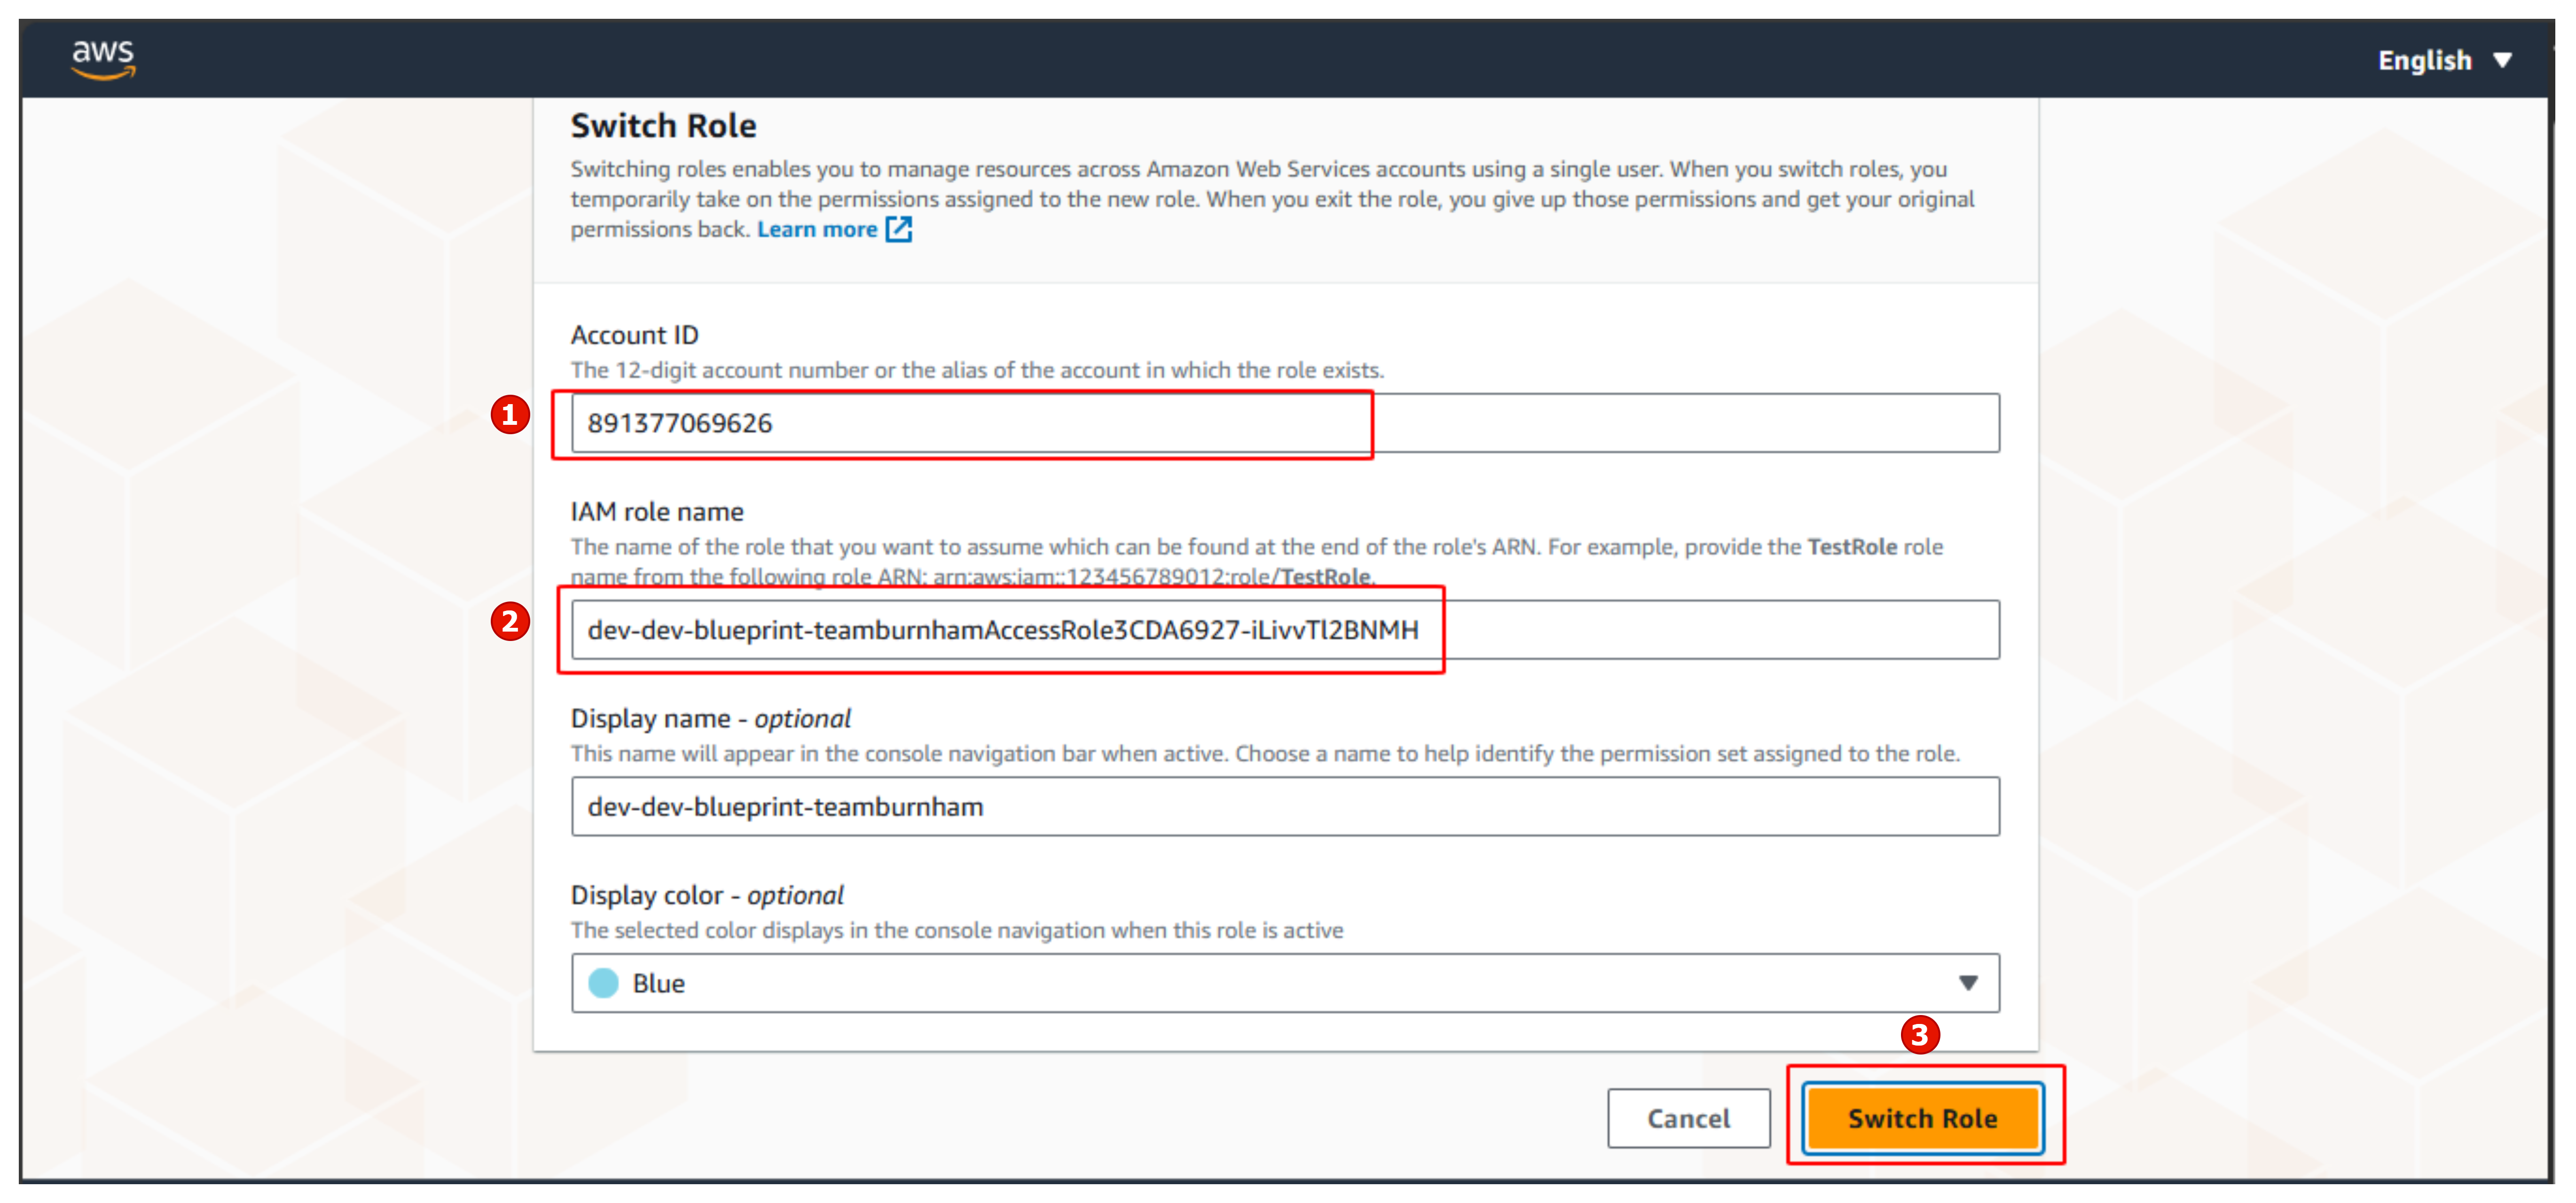 aws
English
Switch Role
Switching roles enables you to manage resources across Amazon Web Services accounts using a single user. When you switch roles, you
temporarily take on the permissions assigned to the new role. When you exit the role, you give up those permissions and get your original
permissions back. Learn more
Account ID
The 12-digit account number or the alias of the account in which the role exists.
1
891377069626
IAM role name
The name of the role that you want to assume which can be found at the end of the role's ARN. For example, provide the TestRole role
name from the following role ARN: arn:aws:iam::123456789012:role/TestRole.
2
dev-dev-blueprint-teamburnhamAccessRole3CDA6927-iLivvTl2BNMH
Display name - optional
This name will appear in the console navigation bar when active. Choose a name to help identify the permission set assigned to the role.
dev-dev-blueprint-teamburnham
Display color - optional
The selected color displays in the console navigation when this role is active
Blue
3
Cancel
Switch Role